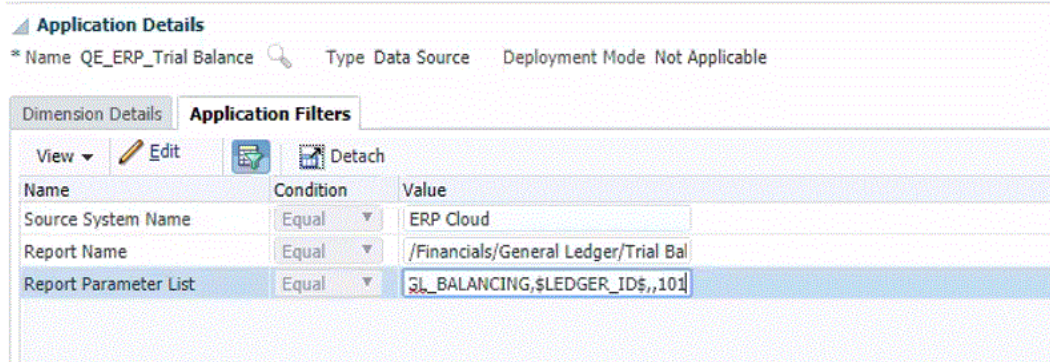 Application Details
* Name QE_ERP_Trial Balance Type Data Source Deployment Mode Not Applicable
Dimension Details Application Filters
View Edit Detach
Name Condition Value
Source System Name Equal ERP Cloud
Report Name Equal /Financials/General Ledger/Trial Bal
Report Parameter List Equal GL_BALANCING,$LEDGER_ID$,,101